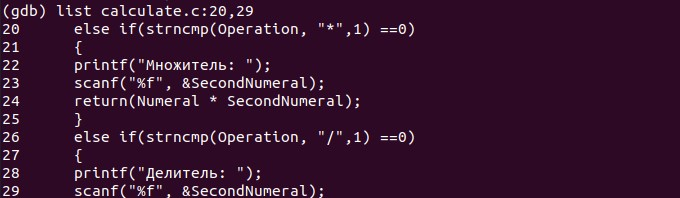 (gdb) list calculate.c:20,29
20 else if(strncmp(Operation, "*",1) ==0)
21 {
22 printf("Множитель: ");
23 scanf("%f", &SecondNumeral);
24 return(Numeral * SecondNumeral);
25 }
26 else if(strncmp(Operation, "/",1) ==0)
27 {
28 printf("Делитель: ");
29 scanf("%f", &SecondNumeral);